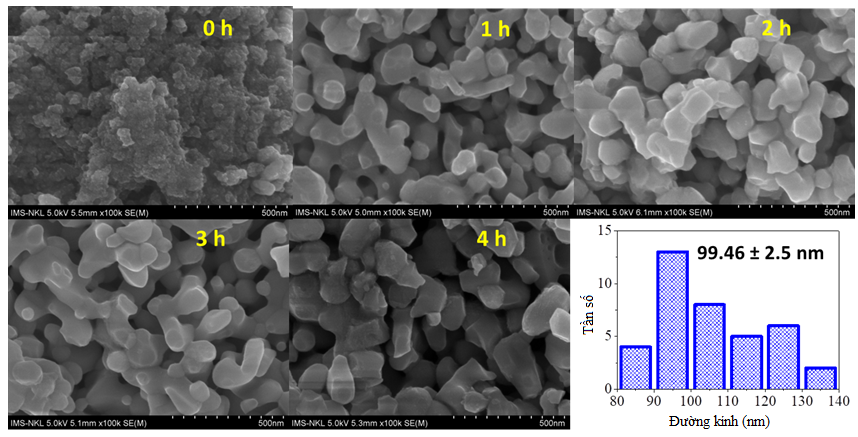 0 h
IMS-NKL 5.0kV 5.5mm x100k SE(M) 500nm
1 h
IMS-NKL 5.0kV 5.0mm x100k SE(M) 500nm
2 h
IMS-NKL 5.0kV 6.1mm x100k SE(M) 500nm
3 h
IMS-NKL 5.0kV 5.1mm x100k SE(M) 500nm
4 h
IMS-NKL 5.0kV 5.3mm x100k SE(M) 500nm
99.46 ± 2.5 nm
Tần số
15
10
5
0
80 90 100 110 120 130 140
Đường kinh (nm)